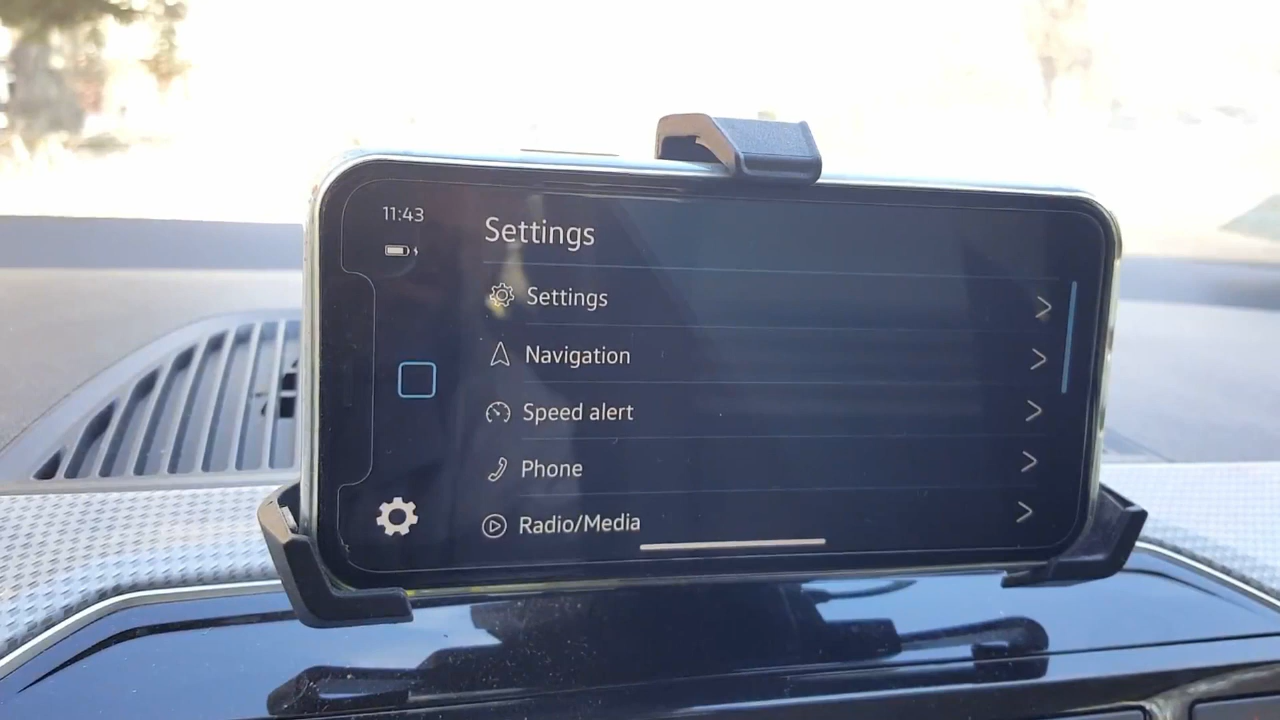 11:43
Settings
Settings
Navigation
Speed alert
Phone
Radio/Media